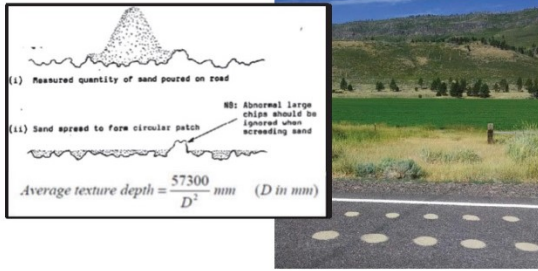 (i) Measured quantity of sand poured on road
NB: Abnormal large
chips should be
ignored when
screeding sand
(ii) Sand spread to form circular patch
Average texture depth = 57300/D² mm (D in mm)